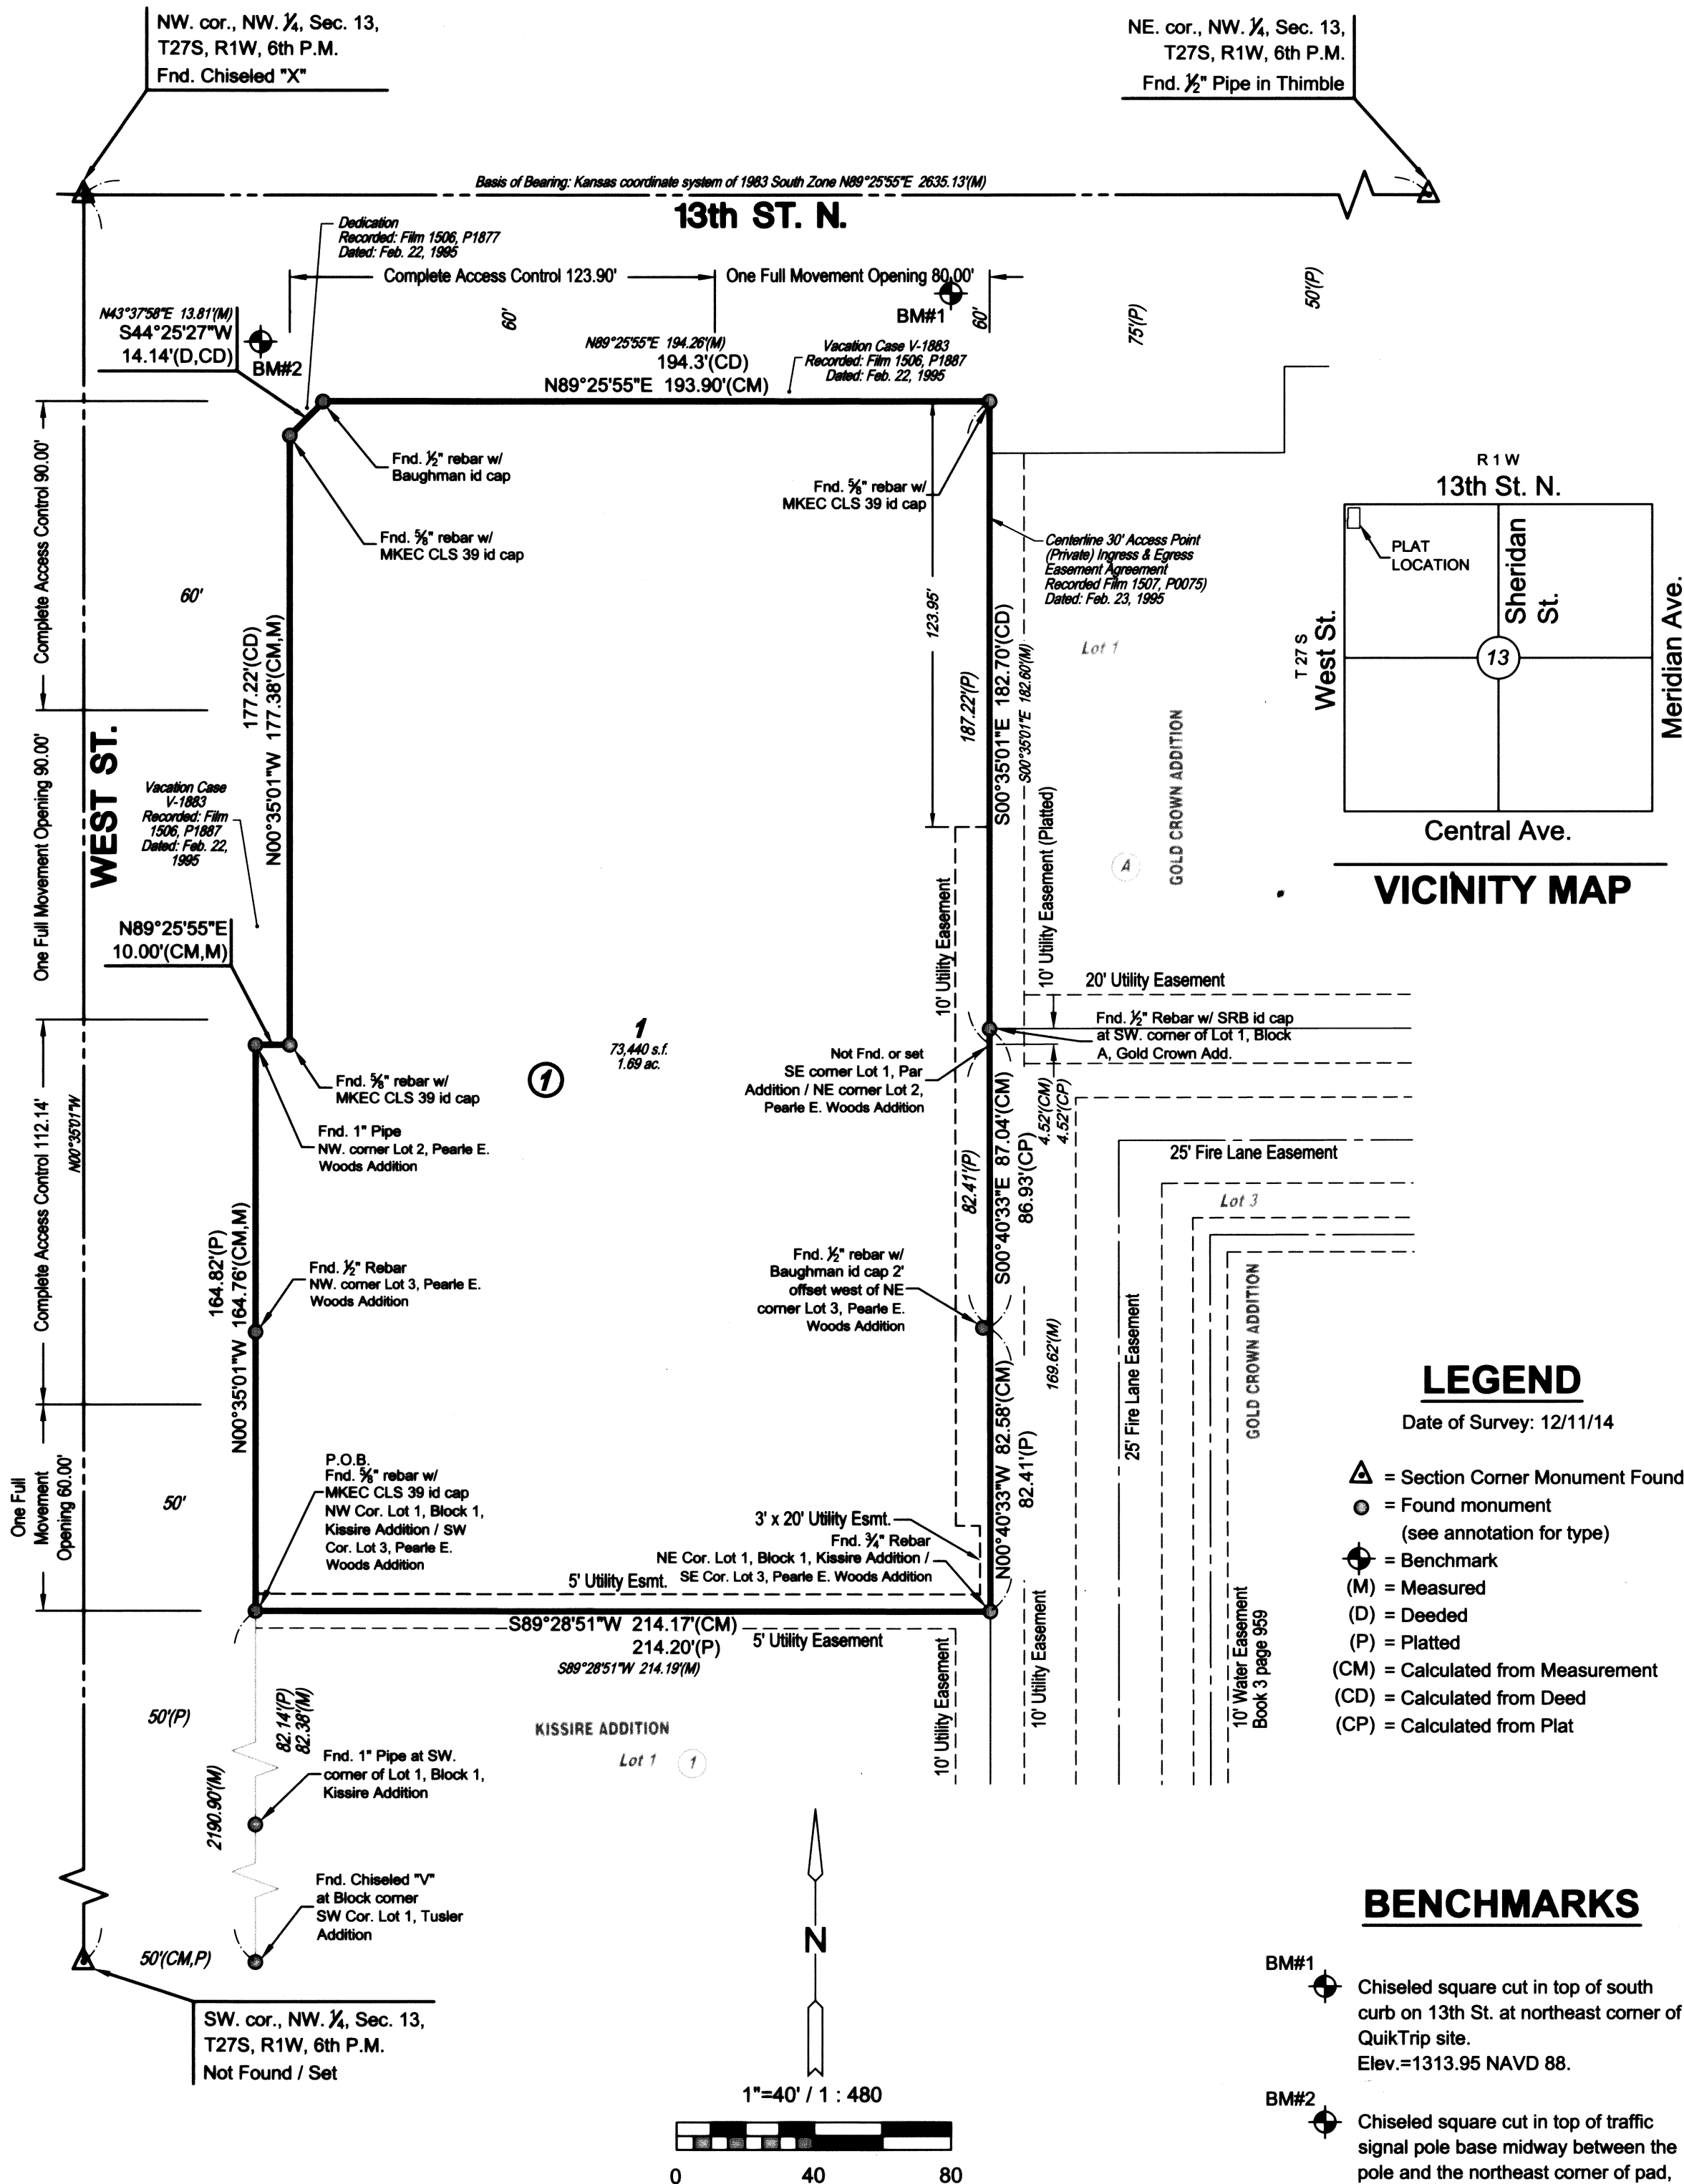 NW. cor., NW. ¼, Sec. 13,
T27S, R1W, 6th P.M.
Fnd. Chiseled "X"
NE. cor., NW. ¼, Sec. 13,
T27S, R1W, 6th P.M.
Fnd. ½" Pipe in Thimble
Basis of Bearing: Kansas coordinate system of 1983 South Zone N89°25'55"E 2635.13'(M)
13th ST. N.
Dedication
Recorded: Film 1506, P1877
Dated: Feb. 22, 1995
Complete Access Control 123.90'
One Full Movement Opening 80.00'
BM#1
60'
60'
75'(P)
50'(P)
N43°37'58"E 13.81'(M)
S44°25'27"W
14.14'(D,CD)
BM#2
N89°25'55"E 194.26'(M)
194.3'(CD)
N89°25'55"E 193.90'(CM)
Vacation Case V-1883
Recorded: Film 1506, P1887
Dated: Feb. 22, 1995
Fnd. ½" rebar w/
Baughman id cap
Fnd. ⅝" rebar w/
MKEC CLS 39 id cap
Fnd. ⅝" rebar w/
MKEC CLS 39 id cap
Centerline 30' Access Point
(Private) Ingress & Egress
Easement Agreement
Recorded Film 1507, P0075)
Dated: Feb. 23, 1995
Complete Access Control 90.00'
60'
177.22'(CD)
N00°35'01"W 177.38'(CM,M)
123.95'
187.22'(P)
S00°35'01"E 182.70'(CD)
S00°35'01"E 182.60'(M)
Lot 1
GOLD CROWN ADDITION
A
R 1 W
13th St. N.
PLAT
LOCATION
Sheridan
St.
T 27 S
West St.
13
Meridian Ave.
Central Ave.
VICINITY MAP
One Full Movement Opening 90.00'
WEST ST.
Vacation Case
V-1883
Recorded: Film
1506, P1887
Dated: Feb. 22,
1995
N89°25'55"E
10.00'(CM,M)
10' Utility Easement
10' Utility Easement (Platted)
20' Utility Easement
Fnd. ½" Rebar w/ SRB id cap
at SW. corner of Lot 1, Block
A, Gold Crown Add.
1
73,440 s.f.
1.69 ac.
1
Not Fnd. or set
SE corner Lot 1, Par
Addition / NE corner Lot 2,
Pearle E. Woods Addition
Fnd. ⅝" rebar w/
MKEC CLS 39 id cap
Fnd. 1" Pipe
NW. corner Lot 2, Pearle E.
Woods Addition
Complete Access Control 112.14'
N00°35'01"W
4.52'(CM)
4.52'(CP)
82.41'(P)
S00°40'33"E 87.04'(CM)
86.93'(CP)
25' Fire Lane Easement
Lot 3
164.82'(P)
N00°35'01"W 164.76'(CM,M)
Fnd. ½" Rebar
NW. corner Lot 3, Pearle E.
Woods Addition
Fnd. ½" rebar w/
Baughman id cap 2'
offset west of NE
corner Lot 3, Pearle E.
Woods Addition
169.62'(M)
25' Fire Lane Easement
GOLD CROWN ADDITION
N00°40'33"W 82.58'(CM)
82.41'(P)
LEGEND
Date of Survey: 12/11/14
= Section Corner Monument Found
= Found monument
(see annotation for type)
= Benchmark
(M) = Measured
(D) = Deeded
(P) = Platted
(CM) = Calculated from Measurement
(CD) = Calculated from Deed
(CP) = Calculated from Plat
One Full
Movement
Opening 60.00'
50'
P.O.B.
Fnd. ⅝" rebar w/
MKEC CLS 39 id cap
NW Cor. Lot 1, Block 1,
Kissire Addition / SW
Cor. Lot 3, Pearle E.
Woods Addition
3' x 20' Utility Esmt.
Fnd. ¾" Rebar
NE Cor. Lot 1, Block 1, Kissire Addition /
SE Cor. Lot 3, Pearle E. Woods Addition
5' Utility Esmt.
S89°28'51"W 214.17'(CM)
214.20'(P)
S89°28'51"W 214.19'(M)
5' Utility Easement
10' Utility Easement
10' Utility Easement
10' Water Easement
Book 3 page 959
50'(P)
82.14'(P)
82.38'(M)
KISSIRE ADDITION
Lot 1
1
2190.90'(M)
Fnd. 1" Pipe at SW.
corner of Lot 1, Block 1,
Kissire Addition
Fnd. Chiseled "V"
at Block corner
SW Cor. Lot 1, Tusler
Addition
50'(CM,P)
SW. cor., NW. ¼, Sec. 13,
T27S, R1W, 6th P.M.
Not Found / Set
N
1"=40' / 1 : 480
0 40 80
BENCHMARKS
BM#1
Chiseled square cut in top of south
curb on 13th St. at northeast corner of
QuikTrip site.
Elev.=1313.95 NAVD 88.
BM#2
Chiseled square cut in top of traffic
signal pole base midway between the
pole and the northeast corner of pad,